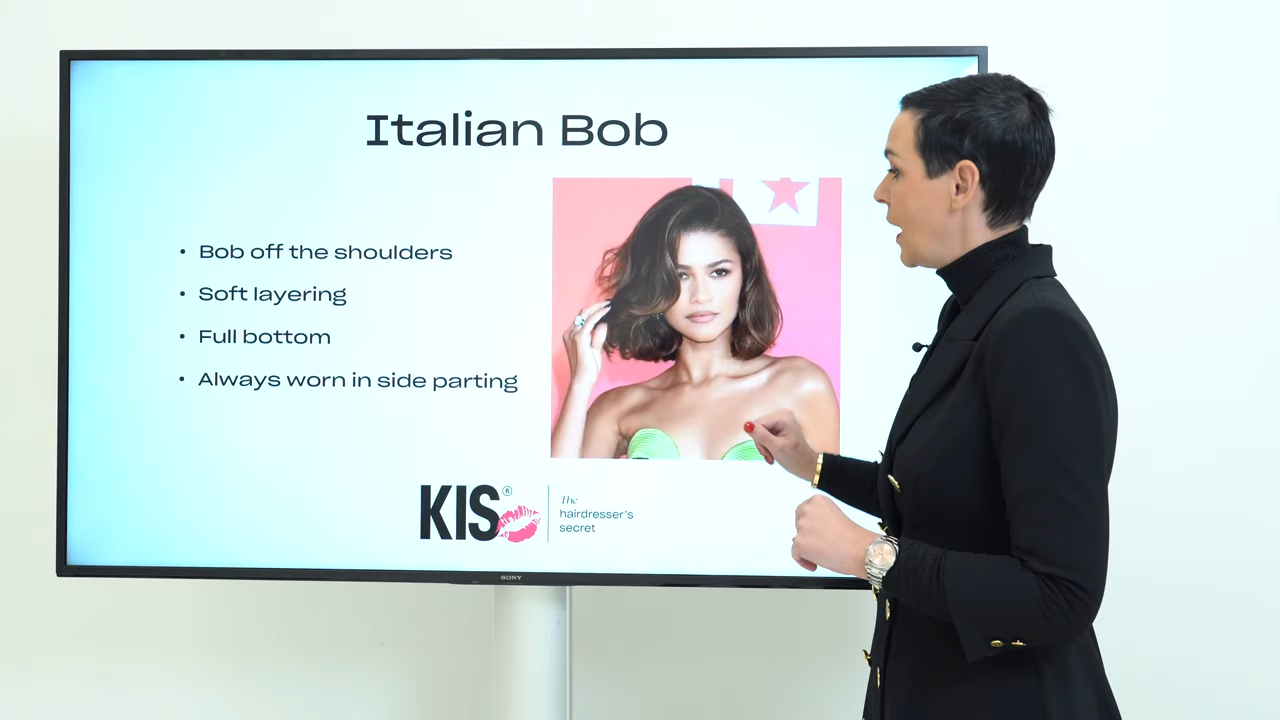 Italian Bob
• Bob off the shoulders
• Soft layering
• Full bottom
• Always worn in side parting
KIS®
The
hairdresser's
secret
SONY